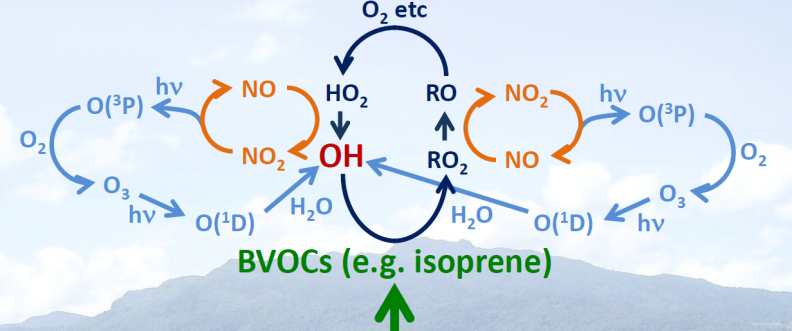 O₂ etc
hν NO HO₂ RO NO₂ hν
O(³P) O(³P)
O₂ NO₂ OH RO₂ NO O₂
O₃ O₃
hν O(¹D) H₂O H₂O O(¹D) hν
BVOCs (e.g. isoprene)